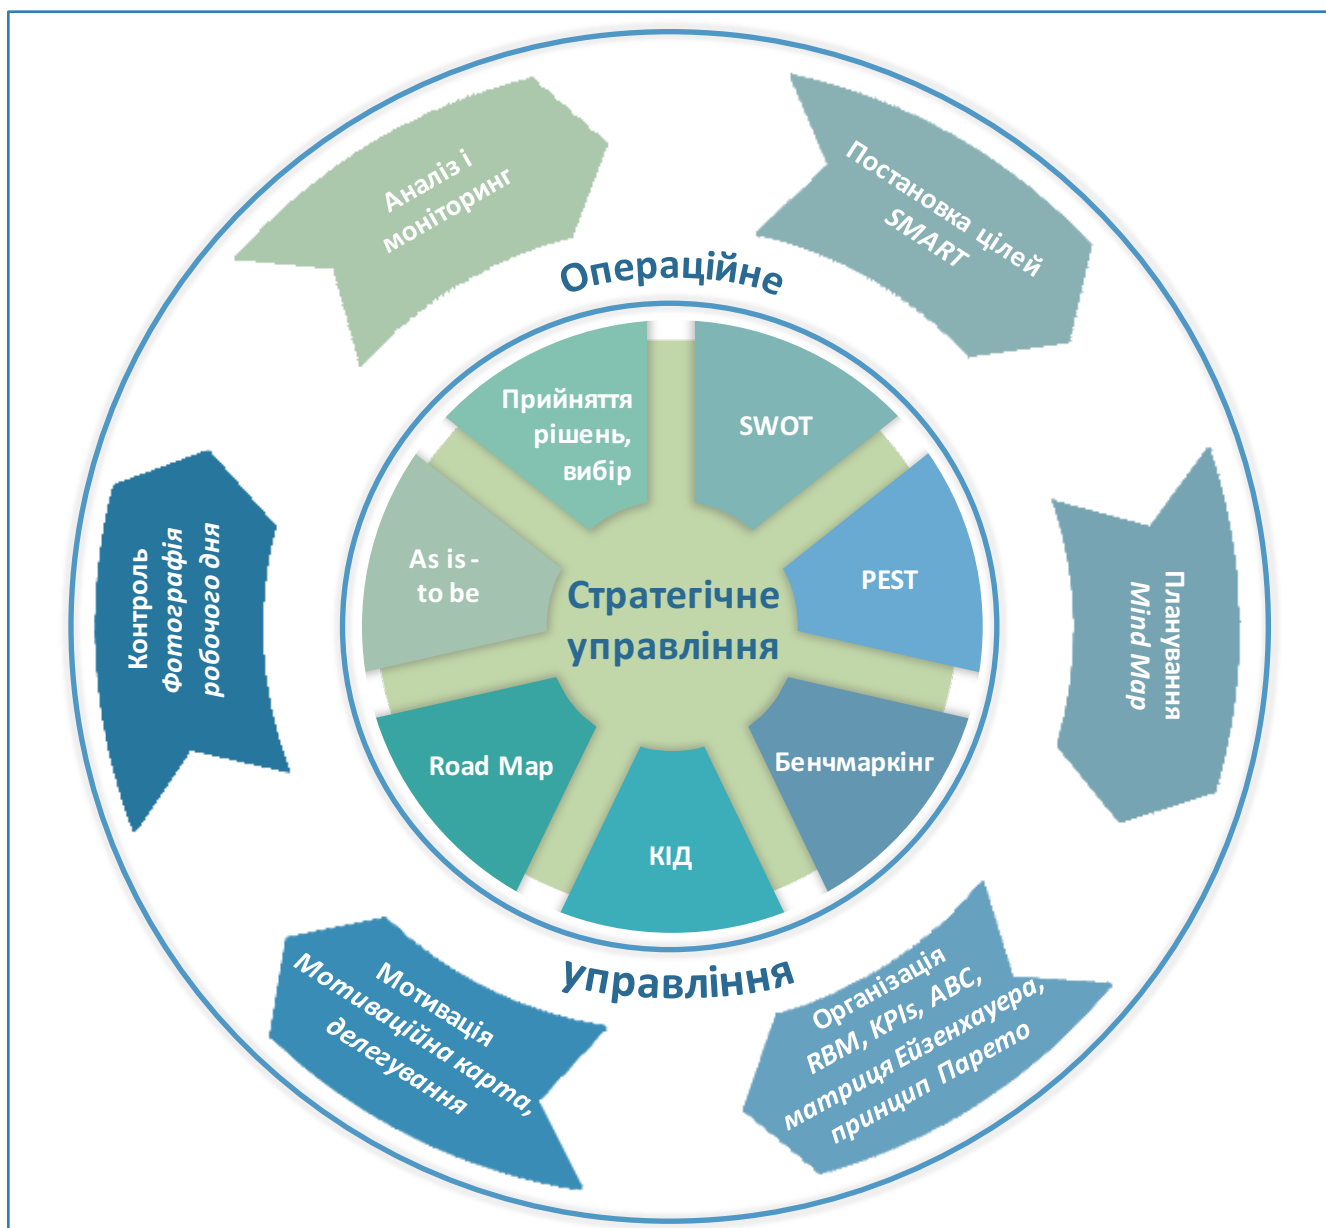 Аналіз і
моніторинг
Постановка цілей
SMART
Операційне
Прийняття
рішень,
вибір
SWOT
As is -
to be
PEST
Стратегічне
управління
Контроль
Фотографія
робочого дня
Планування
Mind Map
Road Map
Бенчмаркінг
КІД
управління
Мотивація
Мотиваційна карта,
делегування
Організація
RBM, KPIs, ABC,
матриця Ейзенхауера,
принцип Парето